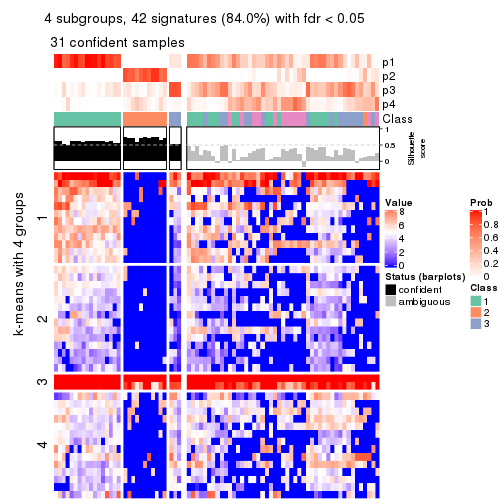 4 subgroups, 42 signatures (84.0%) with fdr < 0.05
31 confident samples
p1
p2
p3
p4
Class
1
0.5
0
Silhouette
score
k-means with 4 groups
1
2
3
4
Value
8
6
4
2
0
Status (barplots)
confident
ambiguous
Prob
1
0.8
0.6
0.4
0.2
0
Class
1
2
3